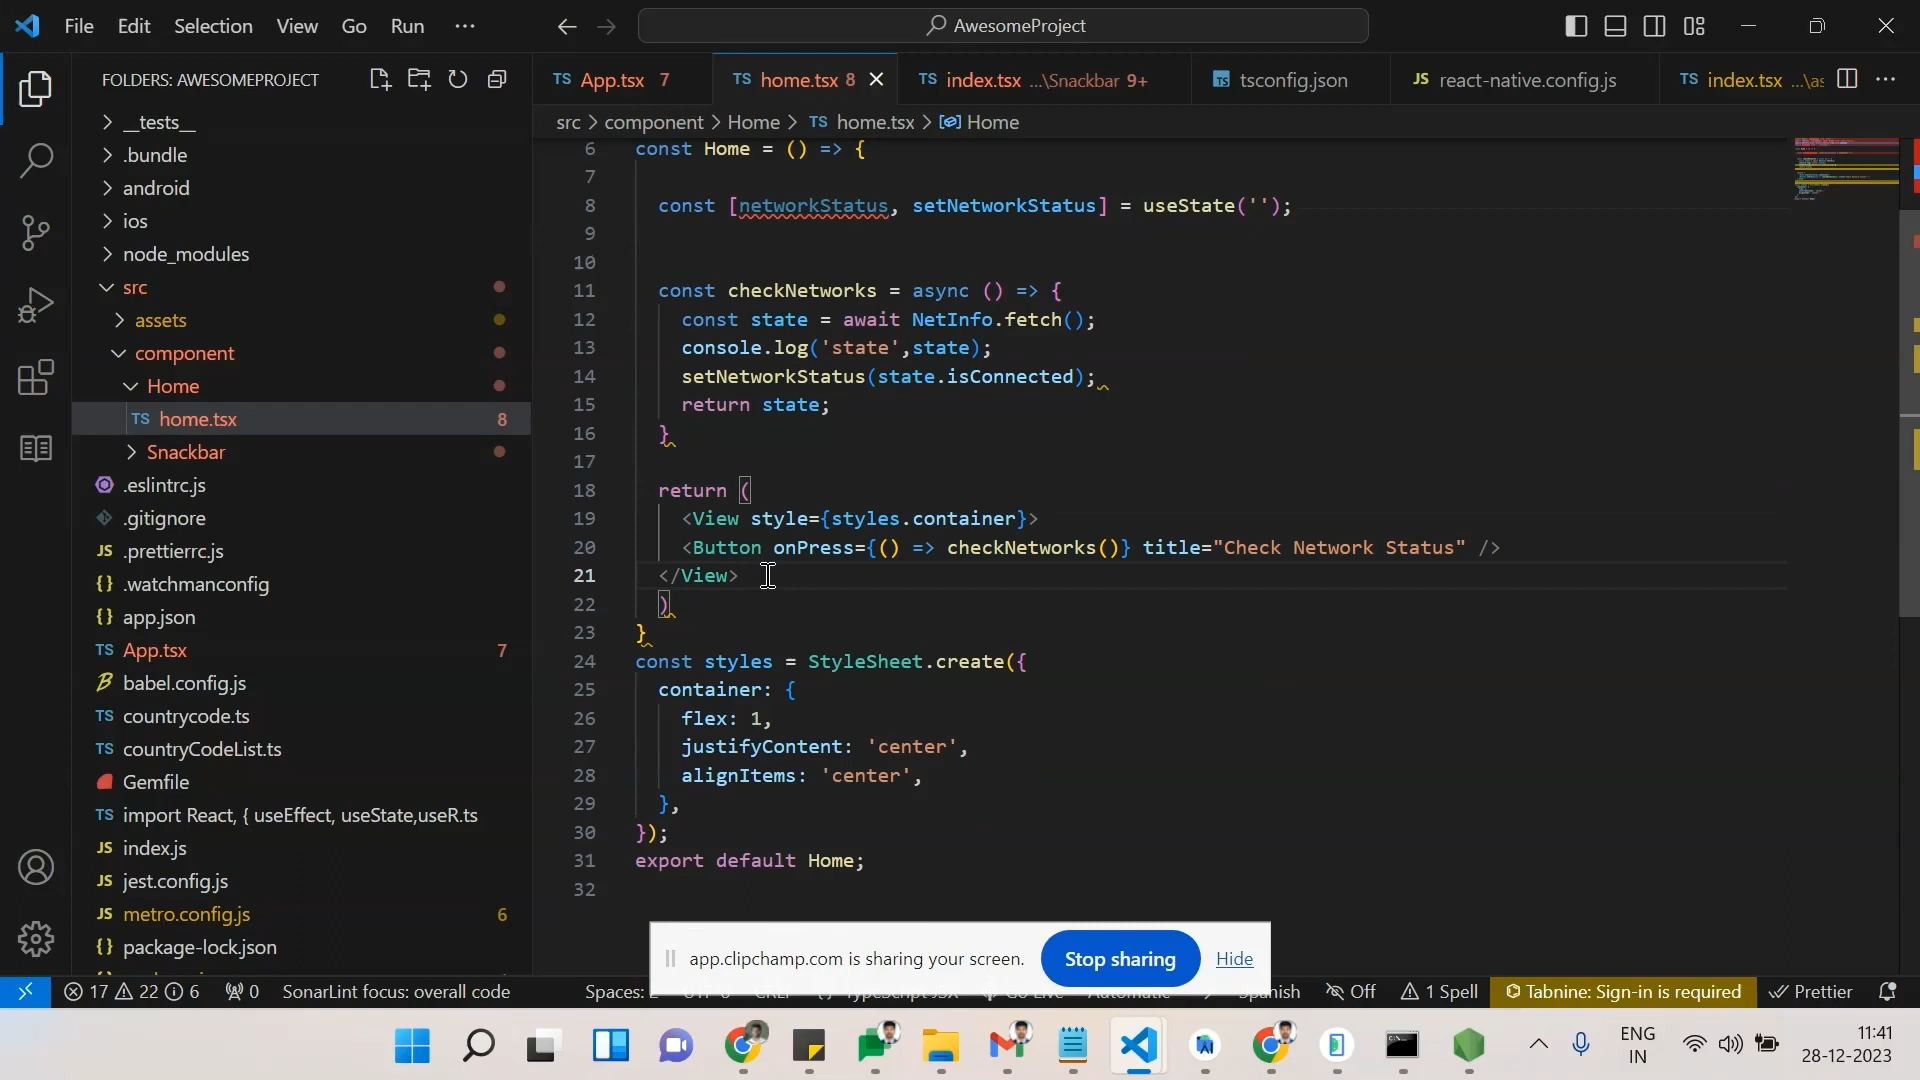 File Edit Selection View Go Run ···
AwesomeProject
FOLDERS: AWESOMEPROJECT
TS App.tsx 7
TS home.tsx 8
TS index.tsx ...\Snackbar 9+
TS tsconfig.json
JS react-native.config.js
TS index.tsx ...\as
src > component > Home > TS home.tsx > Home
__tests__
.bundle
android
ios
node_modules
src
assets
component
Home
TS home.tsx 8
Snackbar
.eslintrc.js
.gitignore
JS .prettierrc.js
{} .watchmanconfig
{} app.json
TS App.tsx 7
babel.config.js
TS countrycode.ts
TS countryCodeList.ts
Gemfile
TS import React, { useEffect, useState,useR.ts
JS index.js
JS jest.config.js
JS metro.config.js 6
{} package-lock.json
6 const Home = () => {
7
8 const [networkStatus, setNetworkStatus] = useState('');
9
10
11 const checkNetworks = async () => {
12 const state = await NetInfo.fetch();
13 console.log('state',state);
14 setNetworkStatus(state.isConnected);
15 return state;
16 }
17
18 return (
19 <View style={styles.container}>
20 <Button onPress={() => checkNetworks()} title="Check Network Status" />
21 </View>
22 )
23 }
24 const styles = StyleSheet.create({
25 container: {
26 flex: 1,
27 justifyContent: 'center',
28 alignItems: 'center',
29 },
30 });
31 export default Home;
32
app.clipchamp.com is sharing your screen. Stop sharing Hide
17 22 6 0 SonarLint focus: overall code Spaces: Spanish Off 1 Spell Tabnine: Sign-in is required Prettier
ENG
IN
11:41
28-12-2023